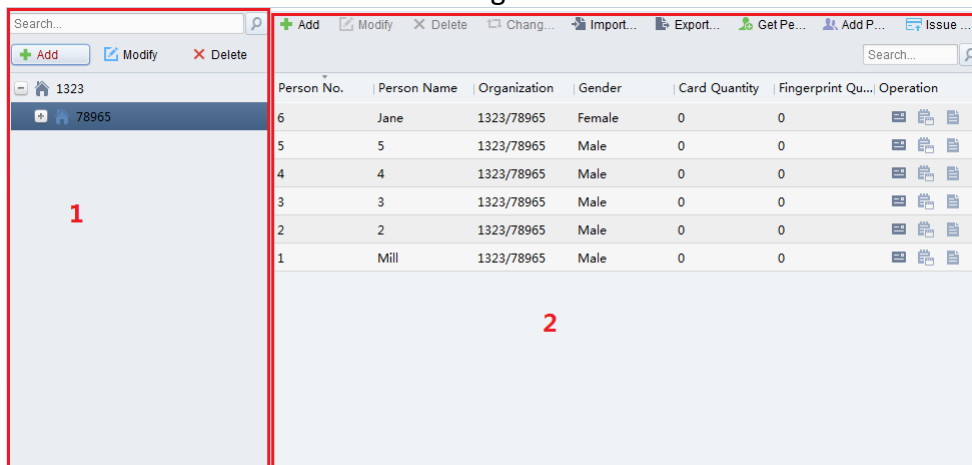 Search...
Add Modify Delete
1323
78965
1
Add Modify Delete Chang... Import... Export... Get Pe... Add P... Issue ...
Search...
Person No. Person Name Organization Gender Card Quantity Fingerprint Qu... Operation
6 Jane 1323/78965 Female 0 0
5 5 1323/78965 Male 0 0
4 4 1323/78965 Male 0 0
3 3 1323/78965 Male 0 0
2 2 1323/78965 Male 0 0
1 Mill 1323/78965 Male 0 0
2